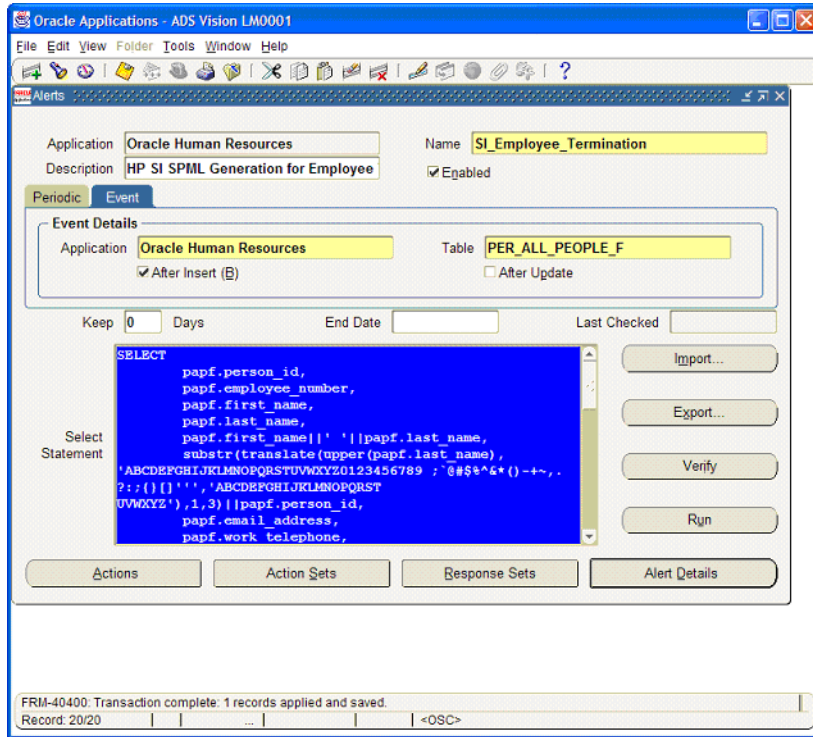 Oracle Applications - ADS Vision LM0001
File Edit View Folder Tools Window Help
Alerts
Application Oracle Human Resources Name SI_Employee_Termination
Description HP SI SPML Generation for Employee Enabled
Periodic Event
Event Details
Application Oracle Human Resources Table PER_ALL_PEOPLE_F
After Insert (B) After Update
Keep 0 Days End Date Last Checked
SELECT
papf.person_id,
papf.employee_number,
papf.first_name,
papf.last_name,
papf.first_name||' '||papf.last_name,
substr(translate(upper(papf.last_name),
'ABCDEFGHIJKLMNOPQRSTUVWXYZ0123456789 ;`@#$%^&*()-+~,.
?:;()[]''','ABCDEFGHIJKLMNOPQRST
UVWXYZ'),1,3)||papf.person_id,
papf.email_address,
papf.work_telephone,
Select
Statement
Import...
Export...
Verify
Run
Actions Action Sets Response Sets Alert Details
FRM-40400: Transaction complete: 1 records applied and saved.
Record: 20/20 ... <OSC>